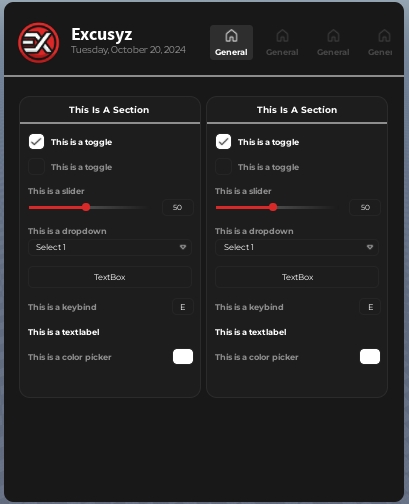 EX
Excusyz
Tuesday, October 20, 2024
General General General Gener
This Is A Section
This is a toggle
This is a toggle
This is a slider
50
This is a dropdown
Select 1
TextBox
This is a keybind E
This is a textlabel
This is a color picker
This Is A Section
This is a toggle
This is a toggle
This is a slider
50
This is a dropdown
Select 1
TextBox
This is a keybind E
This is a textlabel
This is a color picker